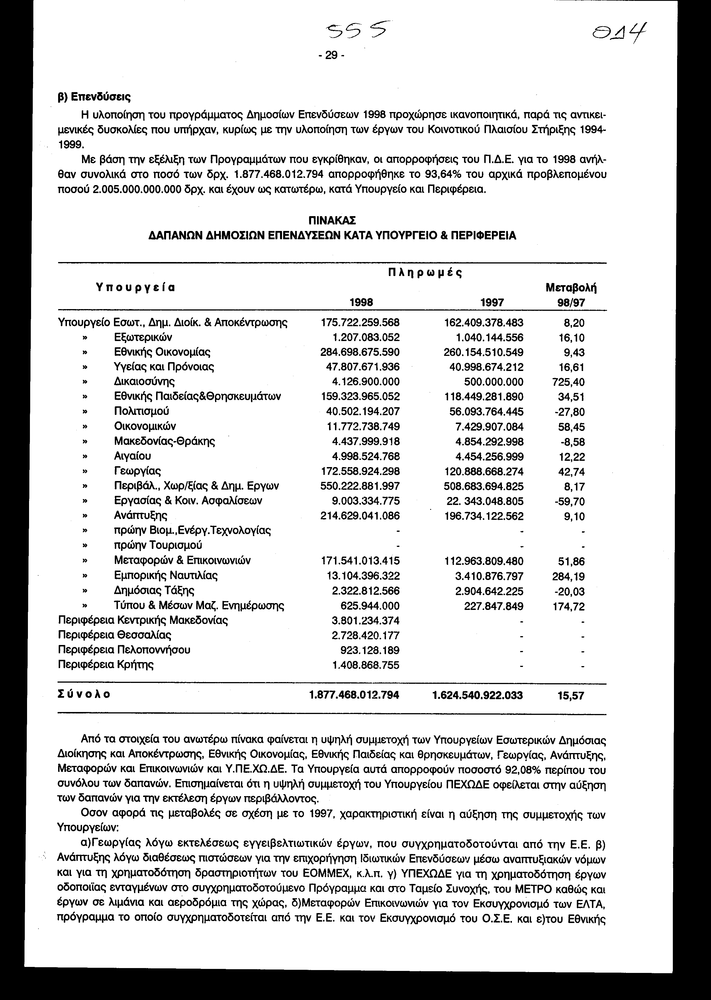 555 ΘΔ4
- 29 -
β) Επενδύσεις
Η υλοποίηση του προγράμματος Δημοσίων Επενδύσεων 1998 προχώρησε ικανοποιητικά, παρά τις αντικει-
μενικές δυσκολίες που υπήρχαν, κυρίως με την υλοποίηση των έργων του Κοινοτικού Πλαισίου Στήριξης 1994-
1999.
Με βάση την εξέλιξη των Προγραμμάτων που εγκρίθηκαν, οι απορροφήσεις του Π.Δ.Ε. για το 1998 ανήλ-
θαν συνολικά στο ποσό των δρχ. 1.877.468.012.794 απορροφήθηκε το 93,64% του αρχικά προβλεπομένου
ποσού 2.005.000.000.000 δρχ. και έχουν ως κατωτέρω, κατά Υπουργείο και Περιφέρεια.
ΠΙΝΑΚΑΣ
ΔΑΠΑΝΩΝ ΔΗΜΟΣΙΩΝ ΕΠΕΝΔΥΣΕΩΝ ΚΑΤΑ ΥΠΟΥΡΓΕΙΟ & ΠΕΡΙΦΕΡΕΙΑ
Πληρωμές
Υπουργεία Μεταβολή
1998 1997 98/97
Υπουργείο Εσωτ., Δημ. Διοίκ. & Αποκέντρωσης 175.722.259.568 162.409.378.483 8,20
» Εξωτερικών 1.207.083.052 1.040.144.556 16,10
» Εθνικής Οικονομίας 284.698.675.590 260.154.510.549 9,43
» Υγείας και Πρόνοιας 47.807.671.936 40.998.674.212 16,61
» Δικαιοσύνης 4.126.900.000 500.000.000 725,40
» Εθνικής Παιδείας&Θρησκευμάτων 159.323.965.052 118.449.281.890 34,51
» Πολιτισμού 40.502.194.207 56.093.764.445 -27,80
» Οικονομικών 11.772.738.749 7.429.907.084 58,45
» Μακεδονίας-Θράκης 4.437.999.918 4.854.292.998 -8,58
» Αιγαίου 4.998.524.768 4.454.256.999 12,22
» Γεωργίας 172.558.924.298 120.888.668.274 42,74
» Περιβάλ., Χωρ/ξίας & Δημ. Εργων 550.222.881.997 508.683.694.825 8,17
» Εργασίας & Κοιν. Ασφαλίσεων 9.003.334.775 22. 343.048.805 -59,70
» Ανάπτυξης 214.629.041.086 196.734.122.562 9,10
» πρώην Βιομ.,Ενέργ.Τεχνολογίας - - -
» πρώην Τουρισμού - - -
» Μεταφορών & Επικοινωνιών 171.541.013.415 112.963.809.480 51,86
» Εμπορικής Ναυτιλίας 13.104.396.322 3.410.876.797 284,19
» Δημόσιας Τάξης 2.322.812.566 2.904.642.225 -20,03
» Τύπου & Μέσων Μαζ. Ενημέρωσης 625.944.000 227.847.849 174,72
Περιφέρεια Κεντρικής Μακεδονίας 3.801.234.374 - -
Περιφέρεια Θεσσαλίας 2.728.420.177 - -
Περιφέρεια Πελοποννήσου 923.128.189 - -
Περιφέρεια Κρήτης 1.408.868.755 - -
Σύνολο 1.877.468.012.794 1.624.540.922.033 15,57
Από τα στοιχεία του ανωτέρω πίνακα φαίνεται η υψηλή συμμετοχή των Υπουργείων Εσωτερικών Δημόσιας
Διοίκησης και Αποκέντρωσης, Εθνικής Οικονομίας, Εθνικής Παιδείας και θρησκευμάτων, Γεωργίας, Ανάπτυξης,
Μεταφορών και Επικοινωνιών και Υ.ΠΕ.ΧΩ.ΔΕ. Τα Υπουργεία αυτά απορροφούν ποσοστό 92,08% περίπου του
συνόλου των δαπανών. Επισημαίνεται ότι η υψηλή συμμετοχή του Υπουργείου ΠΕΧΩΔΕ οφείλεται στην αύξηση
των δαπανών για την εκτέλεση έργων περιβάλλοντος.
Οσον αφορά τις μεταβολές σε σχέση με το 1997, χαρακτηριστική είναι η αύξηση της συμμετοχής των
Υπουργείων:
α)Γεωργίας λόγω εκτελέσεως εγγειβελτιωτικών έργων, που συγχρηματοδοτούνται από την Ε.Ε. β)
Ανάπτυξης λόγω διαθέσεως πιστώσεων για την επιχορήγηση Ιδιωτικών Επενδύσεων μέσω αναπτυξιακών νόμων
και για τη χρηματοδότηση δραστηριοτήτων του ΕΟΜΜΕΧ, κ.λ.π. γ) ΥΠΕΧΩΔΕ για τη χρηματοδότηση έργων
οδοποιϊας ενταγμένων στο συγχρηματοδοτούμενο Πρόγραμμα και στο Ταμείο Συνοχής, του ΜΕΤΡΟ καθώς και
έργων σε λιμάνια και αεροδρόμια της χώρας, δ)Μεταφορών Επικοινωνιών για τον Εκσυγχρονισμό των ΕΛΤΑ,
πρόγραμμα το οποίο συγχρηματοδοτείται από την Ε.Ε. και τον Εκσυγχρονισμό του Ο.Σ.Ε. και ε)του Εθνικής